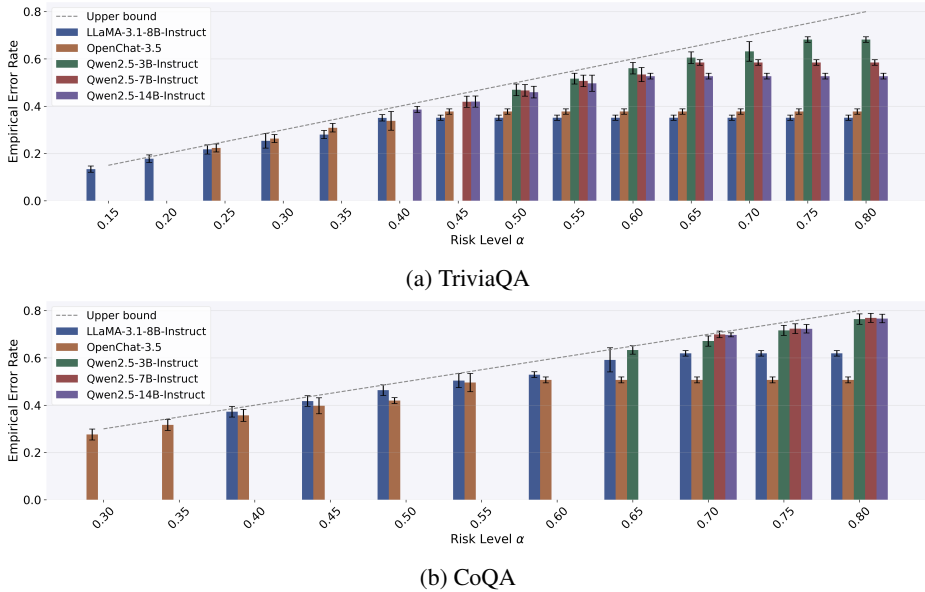 0.8
0.6
0.4
0.2
0.0
Empirical Error Rate
Upper bound
LLaMA-3.1-8B-Instruct
OpenChat-3.5
Qwen2.5-3B-Instruct
Qwen2.5-7B-Instruct
Qwen2.5-14B-Instruct
0.15 0.20 0.25 0.30 0.35 0.40 0.45 0.50 0.55 0.60 0.65 0.70 0.75 0.80
Risk Level α
(a) TriviaQA
0.8
0.6
0.4
0.2
0.0
Empirical Error Rate
Upper bound
LLaMA-3.1-8B-Instruct
OpenChat-3.5
Qwen2.5-3B-Instruct
Qwen2.5-7B-Instruct
Qwen2.5-14B-Instruct
0.30 0.35 0.40 0.45 0.50 0.55 0.60 0.65 0.70 0.75 0.80
Risk Level α
(b) CoQA